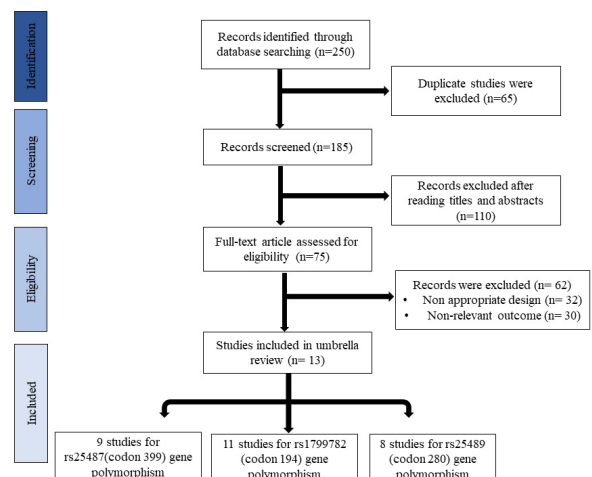 Identification
Records identified through
database searching (n=250)
Duplicate studies were
excluded (n=65)
Screening
Records screened (n=185)
Records excluded after
reading titles and abstracts
(n=110)
Eligibility
Full-text article assessed for
eligibility (n=75)
Records were excluded (n= 62)
• Non appropriate design (n= 32)
• Non-relevant outcome (n= 30)
Included
Studies included in umbrella
review (n= 13)
9 studies for
rs25487(codon 399) gene
polymorphism
11 studies for rs1799782
(codon 194) gene
polymorphism
8 studies for rs25489
(codon 280) gene
polymorphism